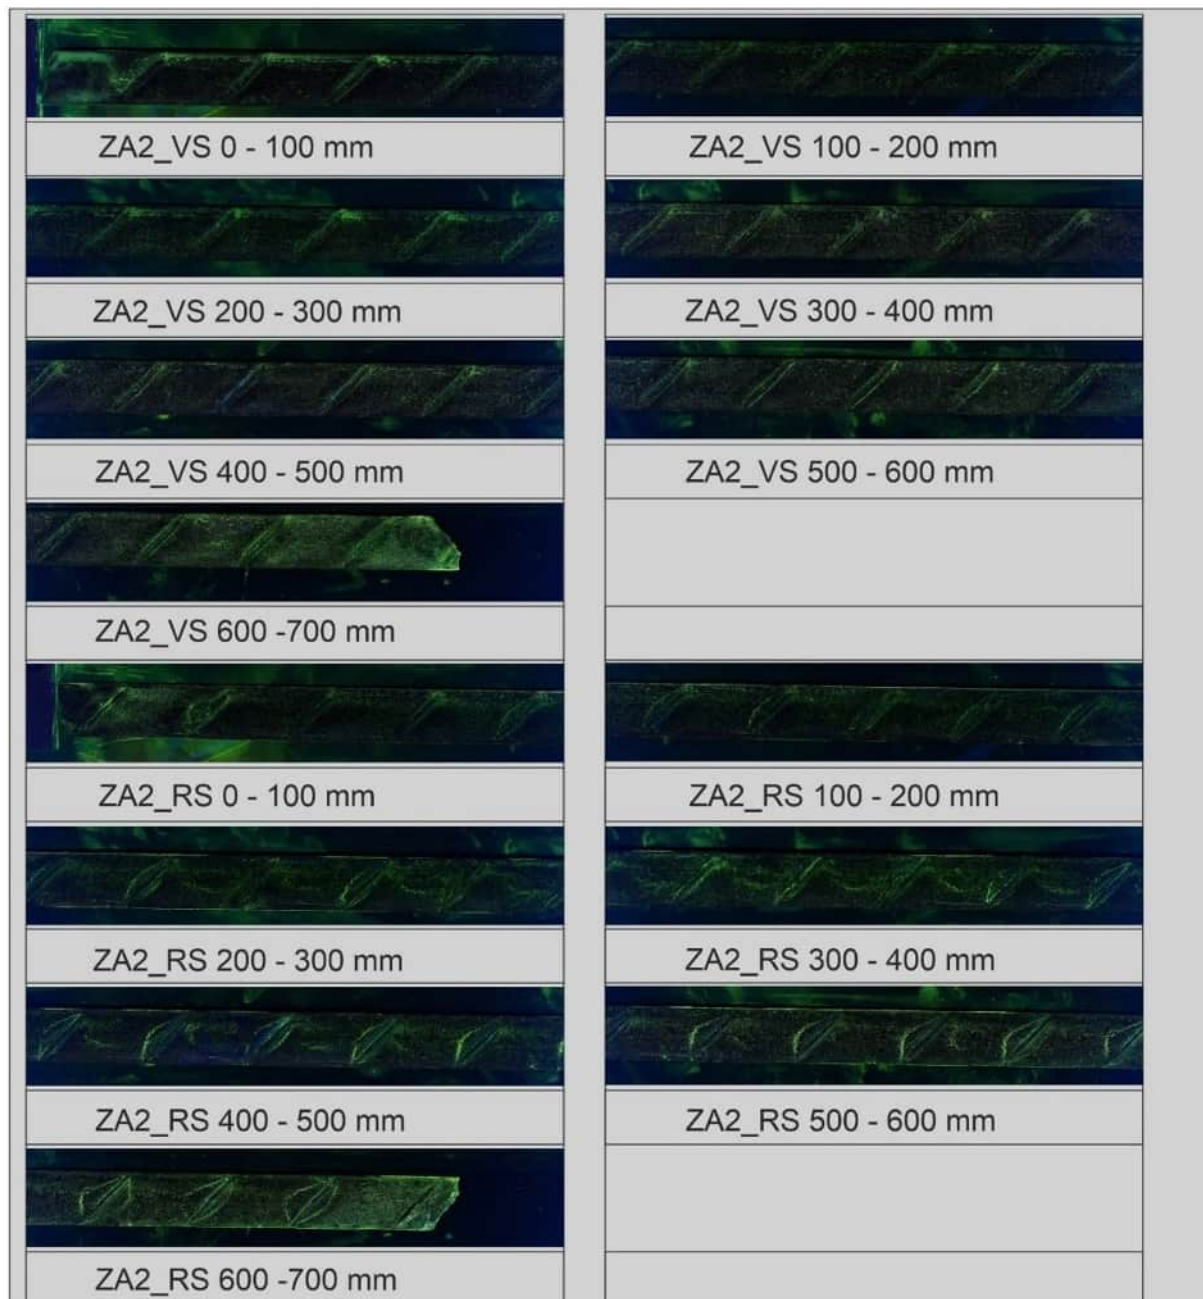 ZA2_VS 0 - 100 mm
ZA2_VS 100 - 200 mm
ZA2_VS 200 - 300 mm
ZA2_VS 300 - 400 mm
ZA2_VS 400 - 500 mm
ZA2_VS 500 - 600 mm
ZA2_VS 600 -700 mm
ZA2_RS 0 - 100 mm
ZA2_RS 100 - 200 mm
ZA2_RS 200 - 300 mm
ZA2_RS 300 - 400 mm
ZA2_RS 400 - 500 mm
ZA2_RS 500 - 600 mm
ZA2_RS 600 -700 mm